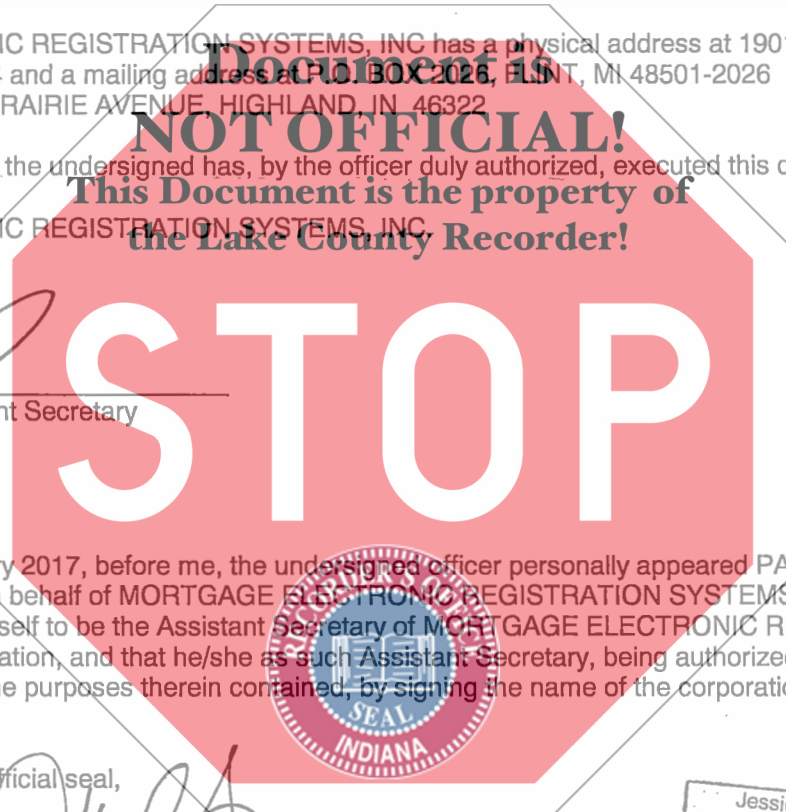 IC REGISTRATION SYSTEMS, INC has a physical address at 1901
Document is
and a mailing address at P.O. BOX 2026, FLINT, MI 48501-2026
RAIRIE AVENUE, HIGHLAND, IN 46322
NOT OFFICIAL!
the undersigned has, by the officer duly authorized, executed this
This Document is the property of
IC REGISTRATION SYSTEMS, INC.
the Lake County Recorder!
STOP
nt Secretary
y 2017, before me, the undersigned officer personally appeared PA
behalf of MORTGAGE ELECTRONIC REGISTRATION SYSTEMS
self to be the Assistant Secretary of MORTGAGE ELECTRONIC R
ation, and that he/she as such Assistant Secretary, being authorized
e purposes therein contained, by signing the name of the corporatio
RECORDER'S OFFICE
SEAL
INDIANA
fficial seal,
Jessi